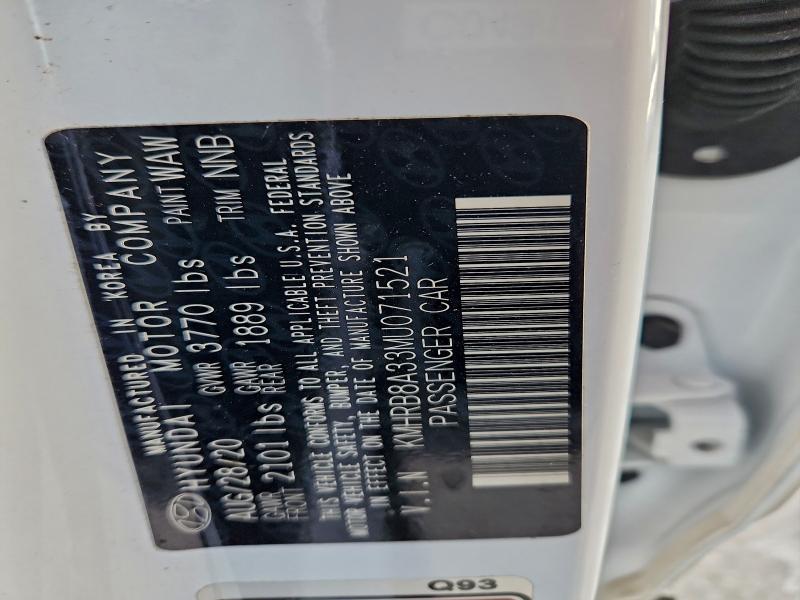 MANUFACTURED IN KOREA BY
HYUNDAI MOTOR COMPANY
AUG/28/20 GVWR 3770 lbs PAINT WAW
GAWR FRONT 2101 lbs GAWR REAR 1889 lbs TRIM NNB
THIS VEHICLE CONFORMS TO ALL APPLICABLE U.S.A. FEDERAL
MOTOR VEHICLE SAFETY, BUMPER, AND THEFT PREVENTION STANDARDS
IN EFFECT ON THE DATE OF MANUFACTURE SHOWN ABOVE
V.I.N KMHRB8A33MU071521
PASSENGER CAR
Q93